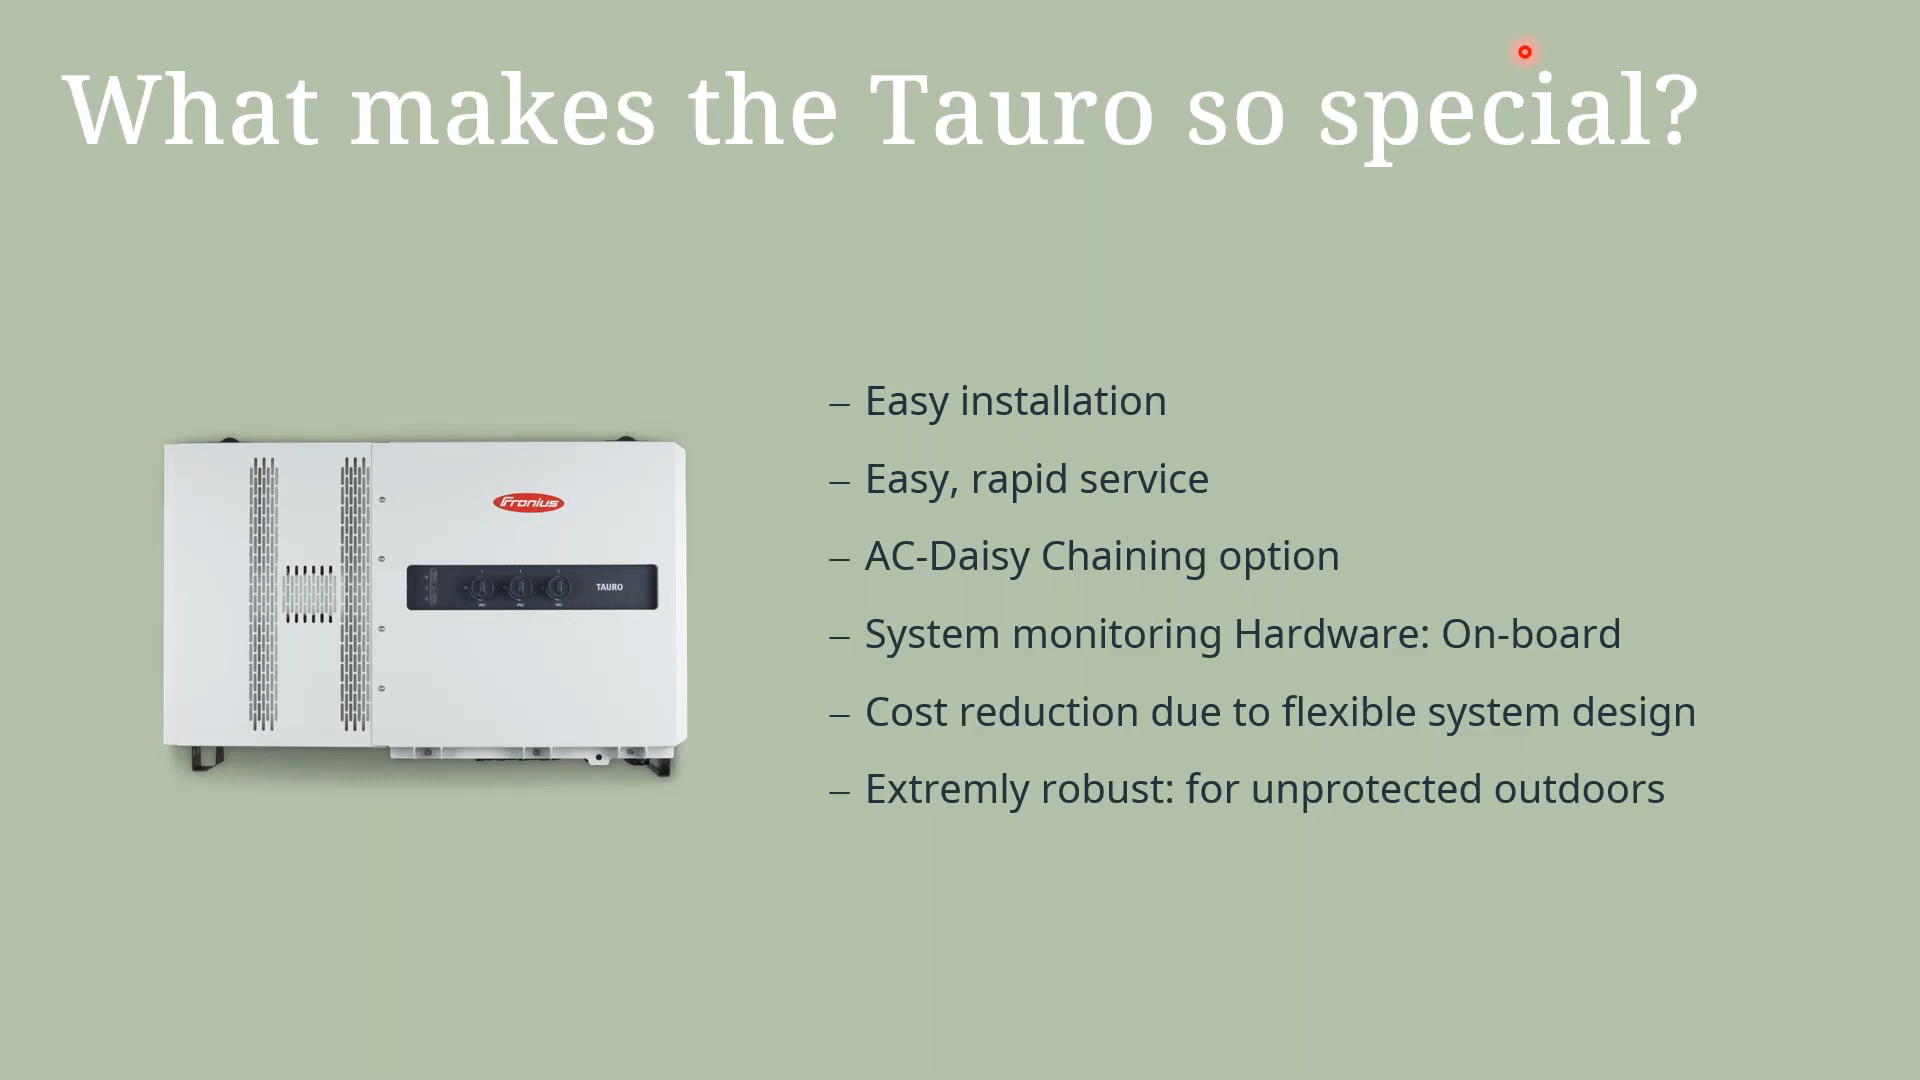 What makes the Tauro so special?
Fronius
TAURO
– Easy installation
– Easy, rapid service
– AC-Daisy Chaining option
– System monitoring Hardware: On-board
– Cost reduction due to flexible system design
– Extremly robust: for unprotected outdoors